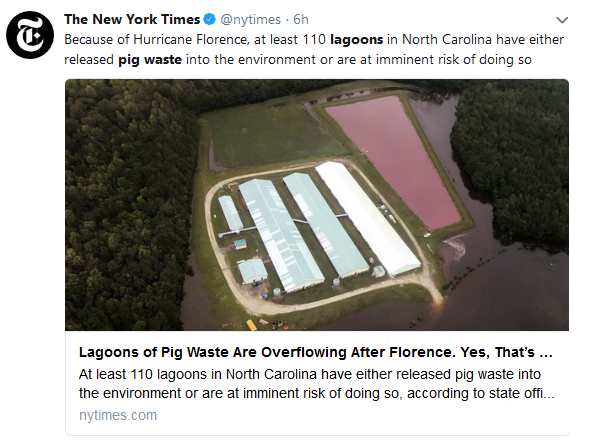 The New York Times @nytimes · 6h
Because of Hurricane Florence, at least 110 lagoons in North Carolina have either
released pig waste into the environment or are at imminent risk of doing so
Lagoons of Pig Waste Are Overflowing After Florence. Yes, That’s ...
At least 110 lagoons in North Carolina have either released pig waste into
the environment or are at imminent risk of doing so, according to state offi...
nytimes.com